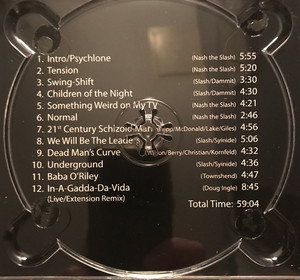 1. Intro/Psychlone (Nash the Slash) 5:55
2. Tension (Nash the Slash) 5:20
3. Swing-Shift (Slash/Dammit) 3:30
4. Children of the Night (Slash/Dammit) 4:30
5. Something Weird on My TV (Nash the Slash) 4:21
6. Normal (Nash the Slash) 2:46
7. 21st Century Schizoid Man /McDonald/Lake/Giles) 4:56
8. We Will Be the Leade (Slash/Syinide) 5:06
9. Dead Man's Curve /Berry/Christian/Kornfeld) 4:32
10. Underground (Slash/Syinide) 4:36
11. Baba O'Riley (Townshend) 4:47
12. In-A-Gadda-Da-Vida (Doug Ingle) 8:45
(Live/Extension Remix)
Total Time: 59:04